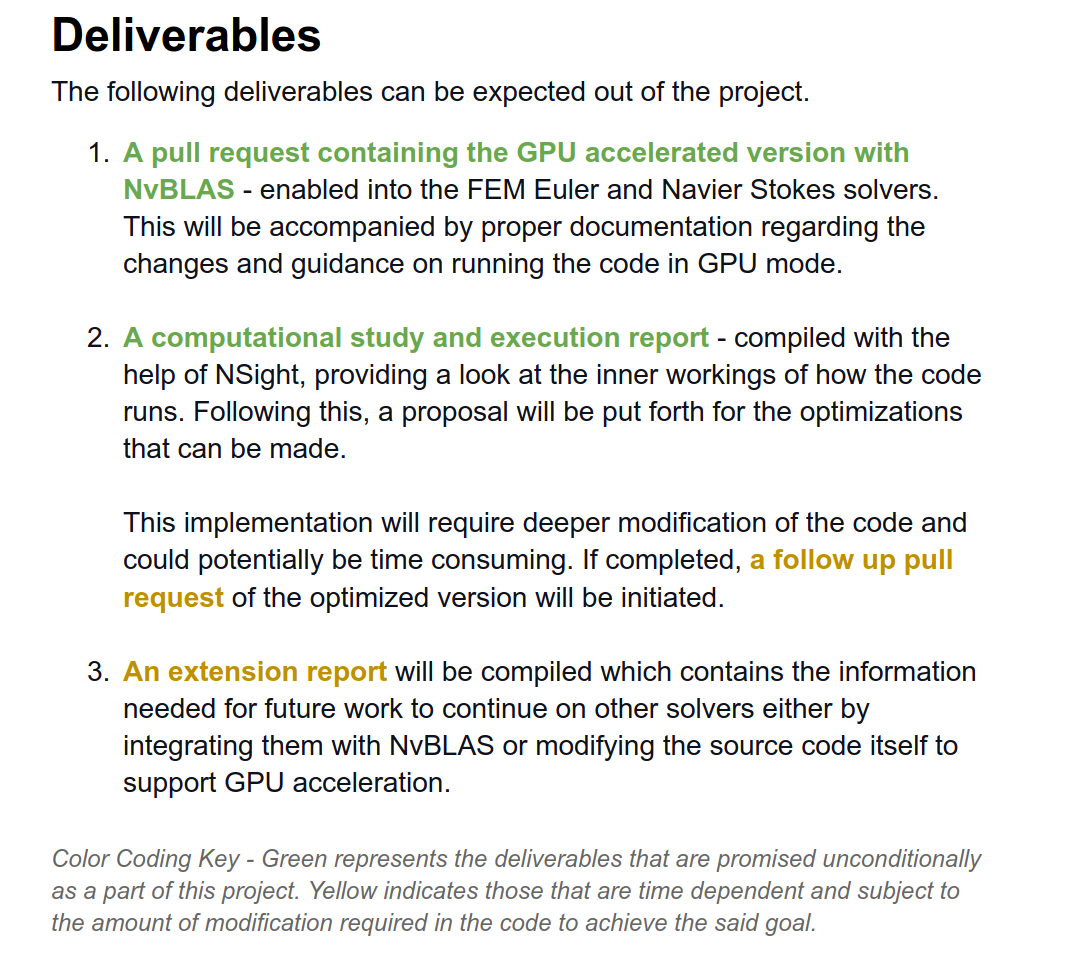 Deliverables
The following deliverables can be expected out of the project.
1. A pull request containing the GPU accelerated version with
NvBLAS - enabled into the FEM Euler and Navier Stokes solvers.
This will be accompanied by proper documentation regarding the
changes and guidance on running the code in GPU mode.
2. A computational study and execution report - compiled with the
help of NSight, providing a look at the inner workings of how the code
runs. Following this, a proposal will be put forth for the optimizations
that can be made.
This implementation will require deeper modification of the code and
could potentially be time consuming. If completed, a follow up pull
request of the optimized version will be initiated.
3. An extension report will be compiled which contains the information
needed for future work to continue on other solvers either by
integrating them with NvBLAS or modifying the source code itself to
support GPU acceleration.
Color Coding Key - Green represents the deliverables that are promised unconditionally
as a part of this project. Yellow indicates those that are time dependent and subject to
the amount of modification required in the code to achieve the said goal.